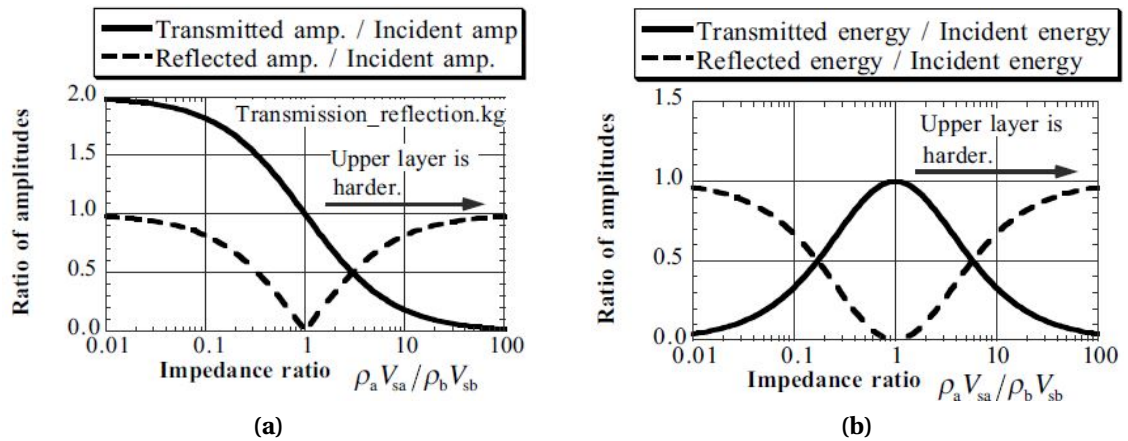 Transmitted amp. / Incident amp
Reflected amp. / Incident amp.
Ratio of amplitudes
2.0
1.5
1.0
0.5
0.0
Transmission_reflection.kg
Upper layer is
harder.
0.01
0.1
1
10
100
Impedance ratio ρaVsa/ρbVsb
(a)
Transmitted energy / Incident energy
Reflected energy / Incident energy
Ratio of amplitudes
1.5
1.0
0.5
0.0
Upper layer is
harder.
0.01
0.1
1
10
100
Impedance ratio ρaVsa/ρbVsb
(b)